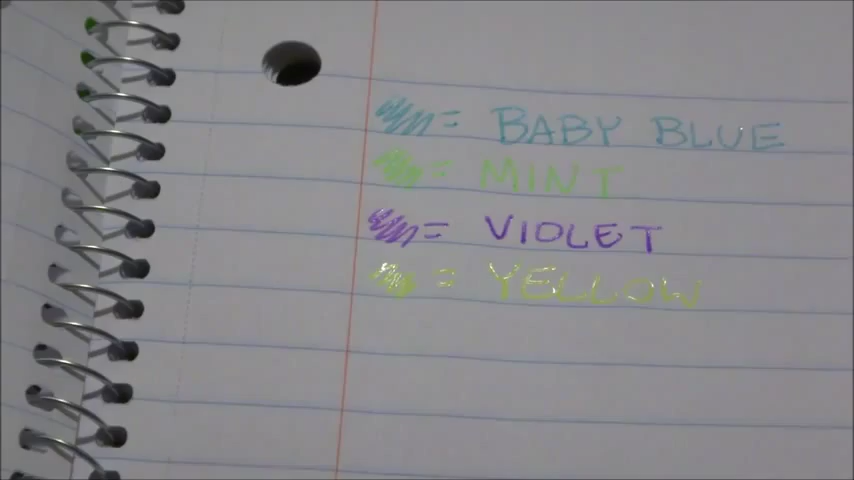 = BABY BLUE
= MINT
= VIOLET
= YELLOW